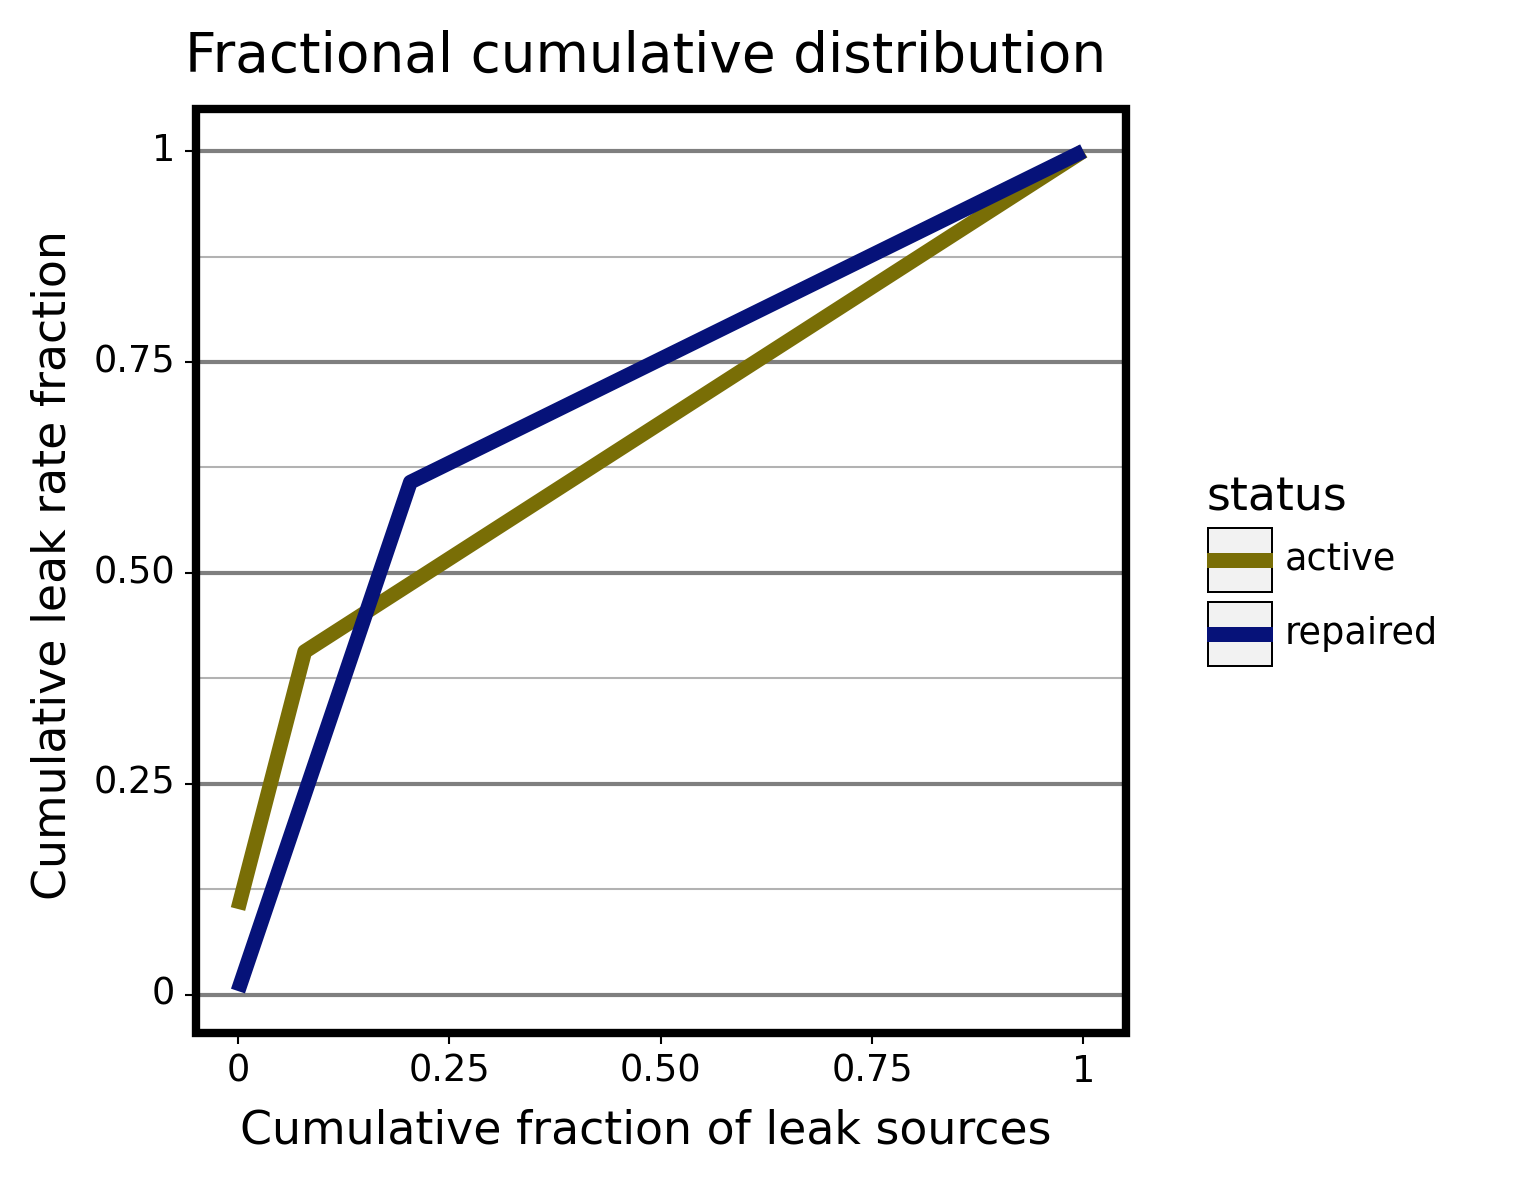 Fractional cumulative distribution
Cumulative leak rate fraction
1
0.75
0.50
0.25
0
0
0.25
0.50
0.75
1
Cumulative fraction of leak sources
status
active
repaired